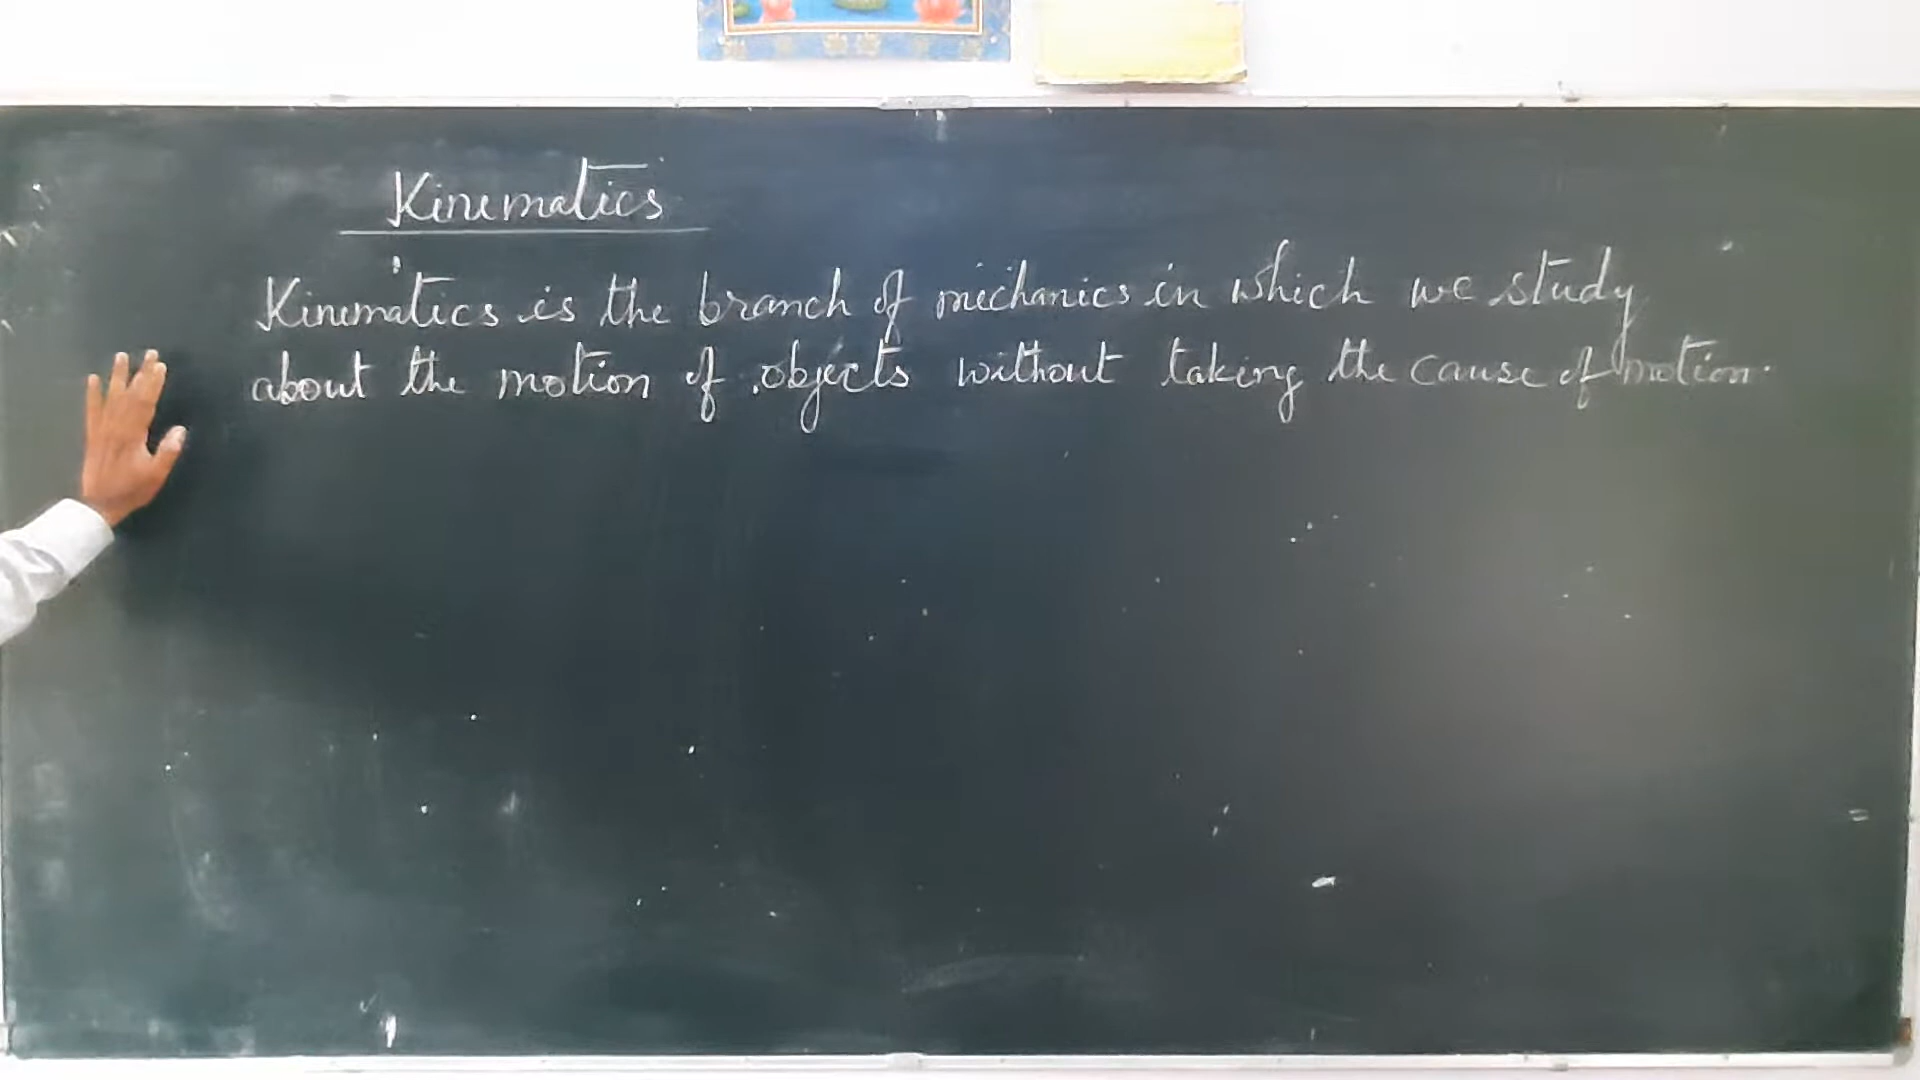 Kinematics
Kinematics is the branch of mechanics in which we study
about the motion of objects without taking the cause of motion.